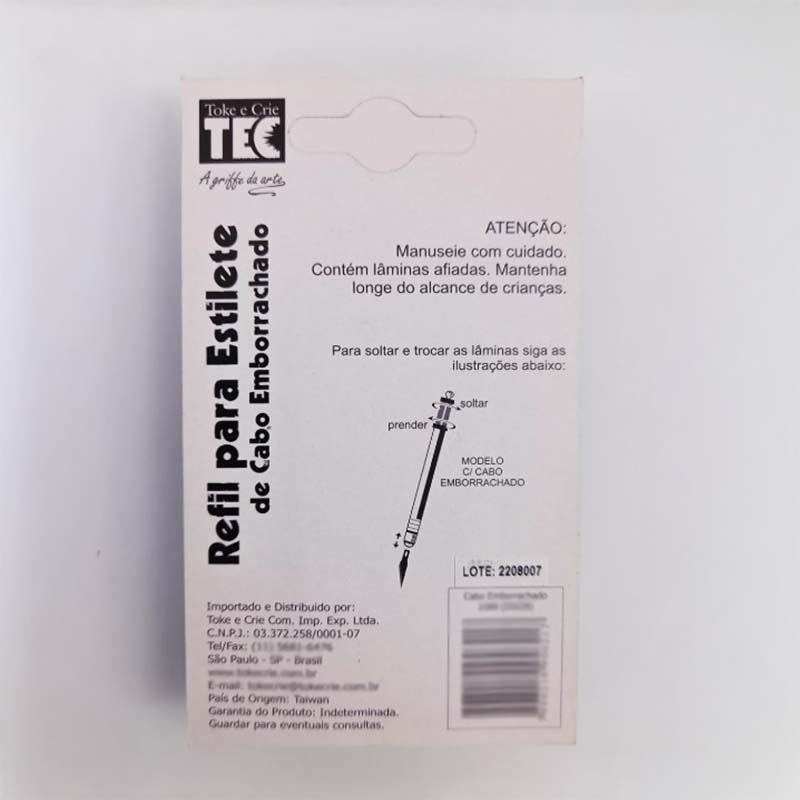 Toke e Crie
TEC
A griffe da arte
Refil para Estilete
de Cabo Emborrachado
ATENÇÃO:
Manuseie com cuidado.
Contém lâminas afiadas. Mantenha
longe do alcance de crianças.
Para soltar e trocar as lâminas siga as
ilustrações abaixo:
soltar
prender
MODELO
C/ CABO
EMBORRACHADO
LOTE: 2208007
Cabo Emborrachado
Importado e Distribuido por:
Toke e Crie Com. Imp. Exp. Ltda.
C.N.P.J.: 03.372.258/0001-07
Tel/Fax:
São Paulo - SP - Brasil
E-mail:
País de Origem: Taiwan
Garantia do Produto: Indeterminada.
Guardar para eventuais consultas.